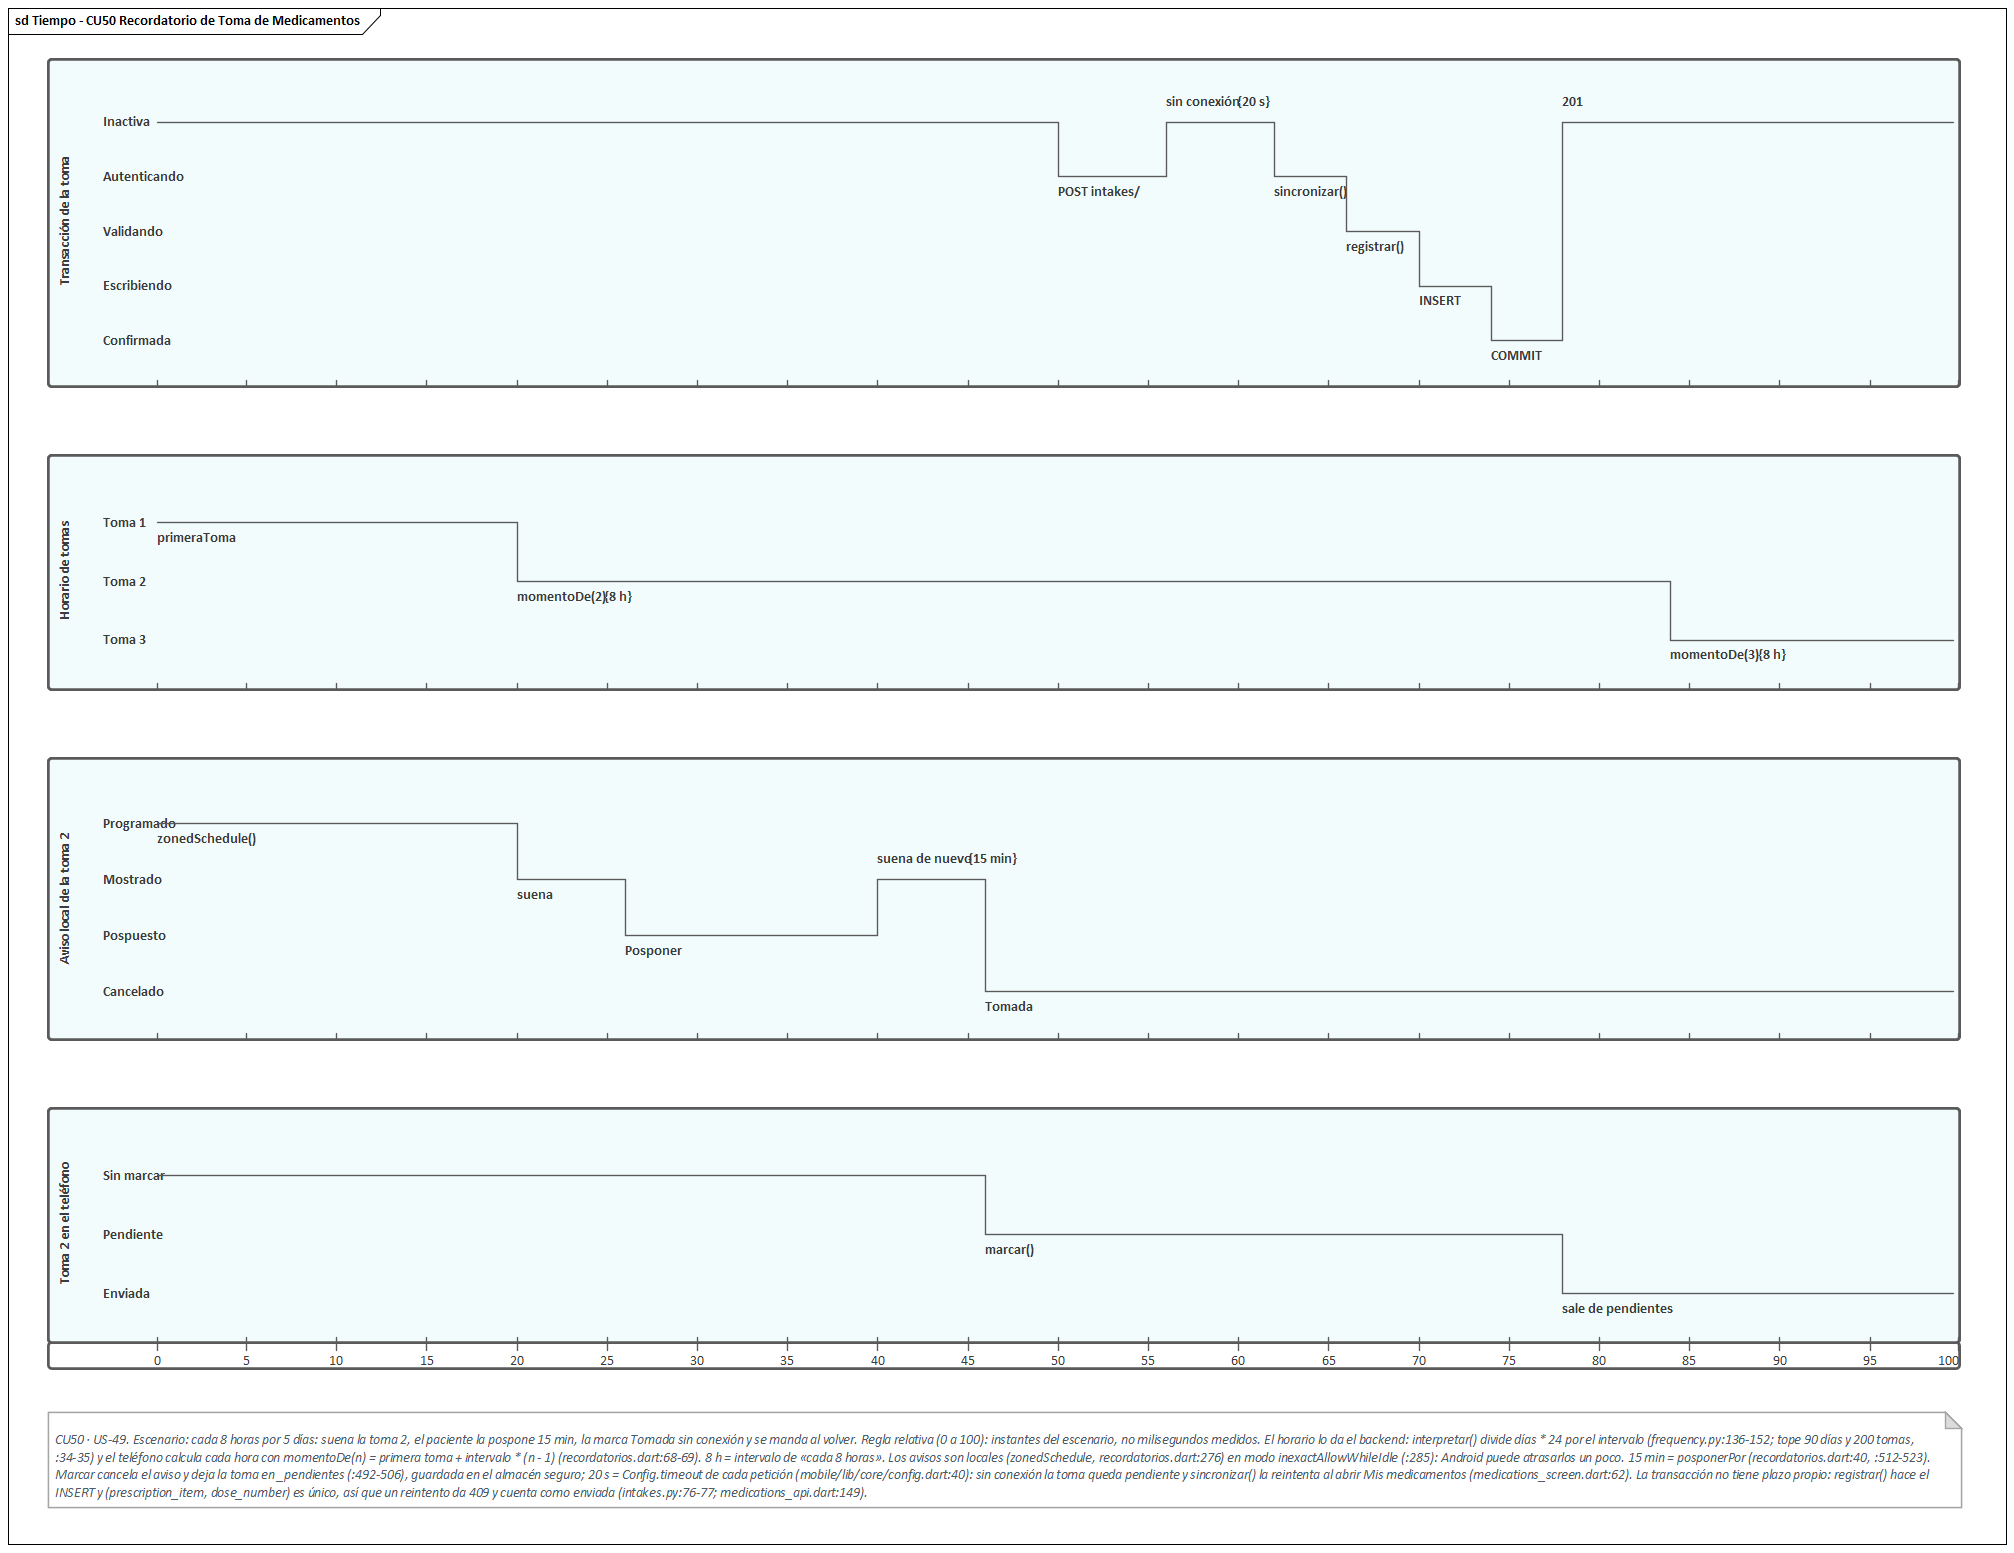 sd Tiempo - CU50 Recordatorio de Toma de Medicamentos
Transacción de la toma
sin conexión{20 s}
201
Inactiva
Autenticando
POST intakes/
sincronizar()
Validando
registrar()
Escribiendo
INSERT
Confirmada
COMMIT
Horario de tomas
Toma 1
primeraToma
Toma 2
momentoDe(2){8 h}
Toma 3
momentoDe(3){8 h}
Aviso local de la toma 2
Programado
zonedSchedule()
suena de nuevo{15 min}
Mostrado
suena
Pospuesto
Posponer
Cancelado
Tomada
Toma 2 en el teléfono
Sin marcar
Pendiente
marcar()
Enviada
sale de pendientes
0 5 10 15 20 25 30 35 40 45 50 55 60 65 70 75 80 85 90 95 100
CU50 · US-49. Escenario: cada 8 horas por 5 días: suena la toma 2, el paciente la pospone 15 min, la marca Tomada sin conexión y se manda al volver. Regla relativa (0 a 100): instantes del escenario, no milisegundos medidos. El horario lo da el backend: interpretar() divide días * 24 por el intervalo (frequency.py:136-152; tope 90 días y 200 tomas,
:34-35) y el teléfono calcula cada hora con momentoDe(n) = primera toma + intervalo * (n - 1) (recordatorios.dart:68-69). 8 h = intervalo de «cada 8 horas». Los avisos son locales (zonedSchedule, recordatorios.dart:276) en modo inexactAllowWhileIdle (:285): Android puede atrasarlos un poco. 15 min = posponerPor (recordatorios.dart:40, :512-523).
Marcar cancela el aviso y deja la toma en _pendientes (:492-506), guardada en el almacén seguro; 20 s = Config.timeout de cada petición (mobile/lib/core/config.dart:40): sin conexión la toma queda pendiente y sincronizar() la reintenta al abrir Mis medicamentos (medications_screen.dart:62). La transacción no tiene plazo propio: registrar() hace el
INSERT y (prescription_item, dose_number) es único, así que un reintento da 409 y cuenta como enviada (intakes.py:76-77; medications_api.dart:149).